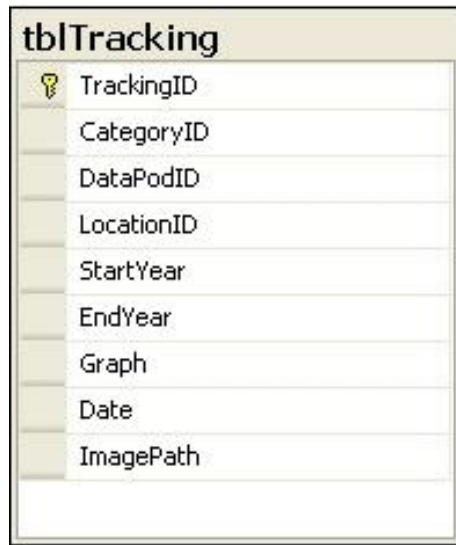 tblTracking
TrackingID
CategoryID
DataPodID
LocationID
StartYear
EndYear
Graph
Date
ImagePath